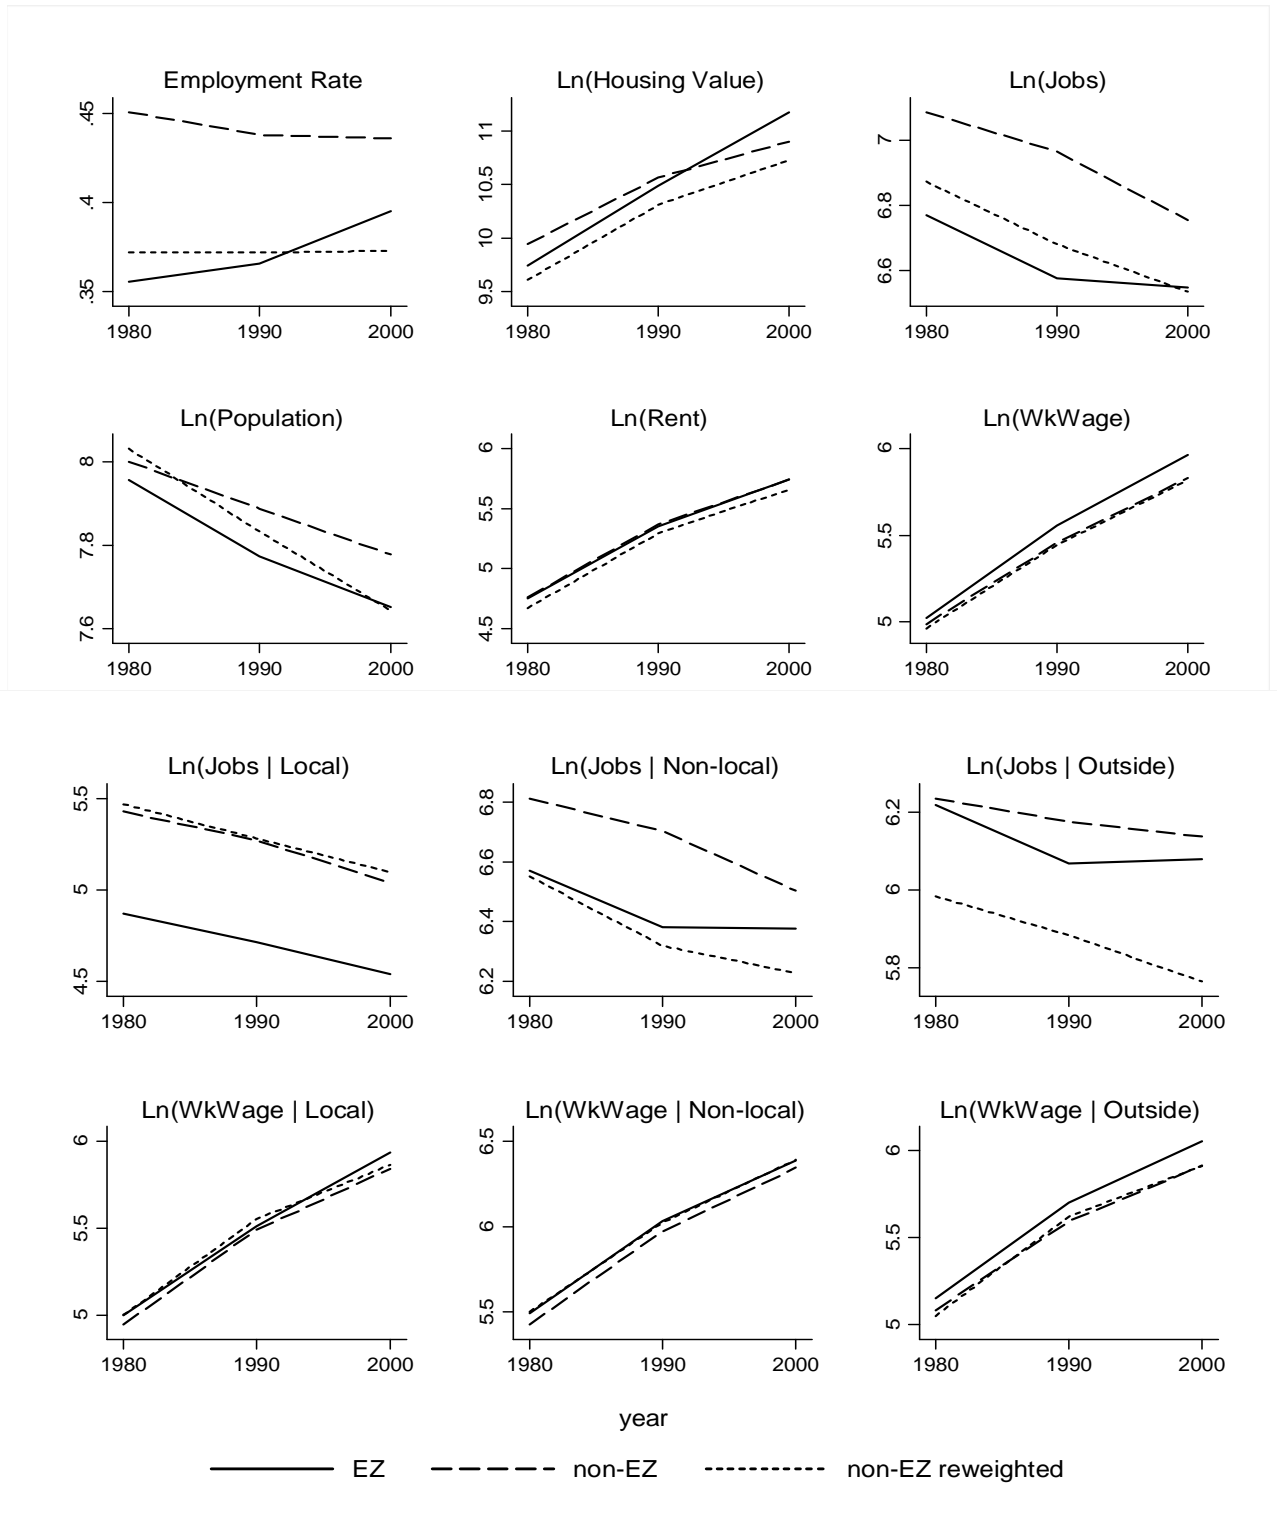 Employment Rate
.45
.4
.35
1980 1990 2000
Ln(Housing Value)
11
10.5
10
9.5
1980 1990 2000
Ln(Jobs)
7
6.8
6.6
1980 1990 2000
Ln(Population)
8
7.8
7.6
1980 1990 2000
Ln(Rent)
6
5.5
5
4.5
1980 1990 2000
Ln(WkWage)
6
5.5
5
1980 1990 2000
Ln(Jobs | Local)
5.5
5
4.5
1980 1990 2000
Ln(Jobs | Non-local)
6.8
6.6
6.4
6.2
1980 1990 2000
Ln(Jobs | Outside)
6.2
6
5.8
1980 1990 2000
Ln(WkWage | Local)
6
5.5
5
1980 1990 2000
Ln(WkWage | Non-local)
6.5
6
5.5
1980 1990 2000
Ln(WkWage | Outside)
6
5.5
5
1980 1990 2000
year
EZ non-EZ non-EZ reweighted